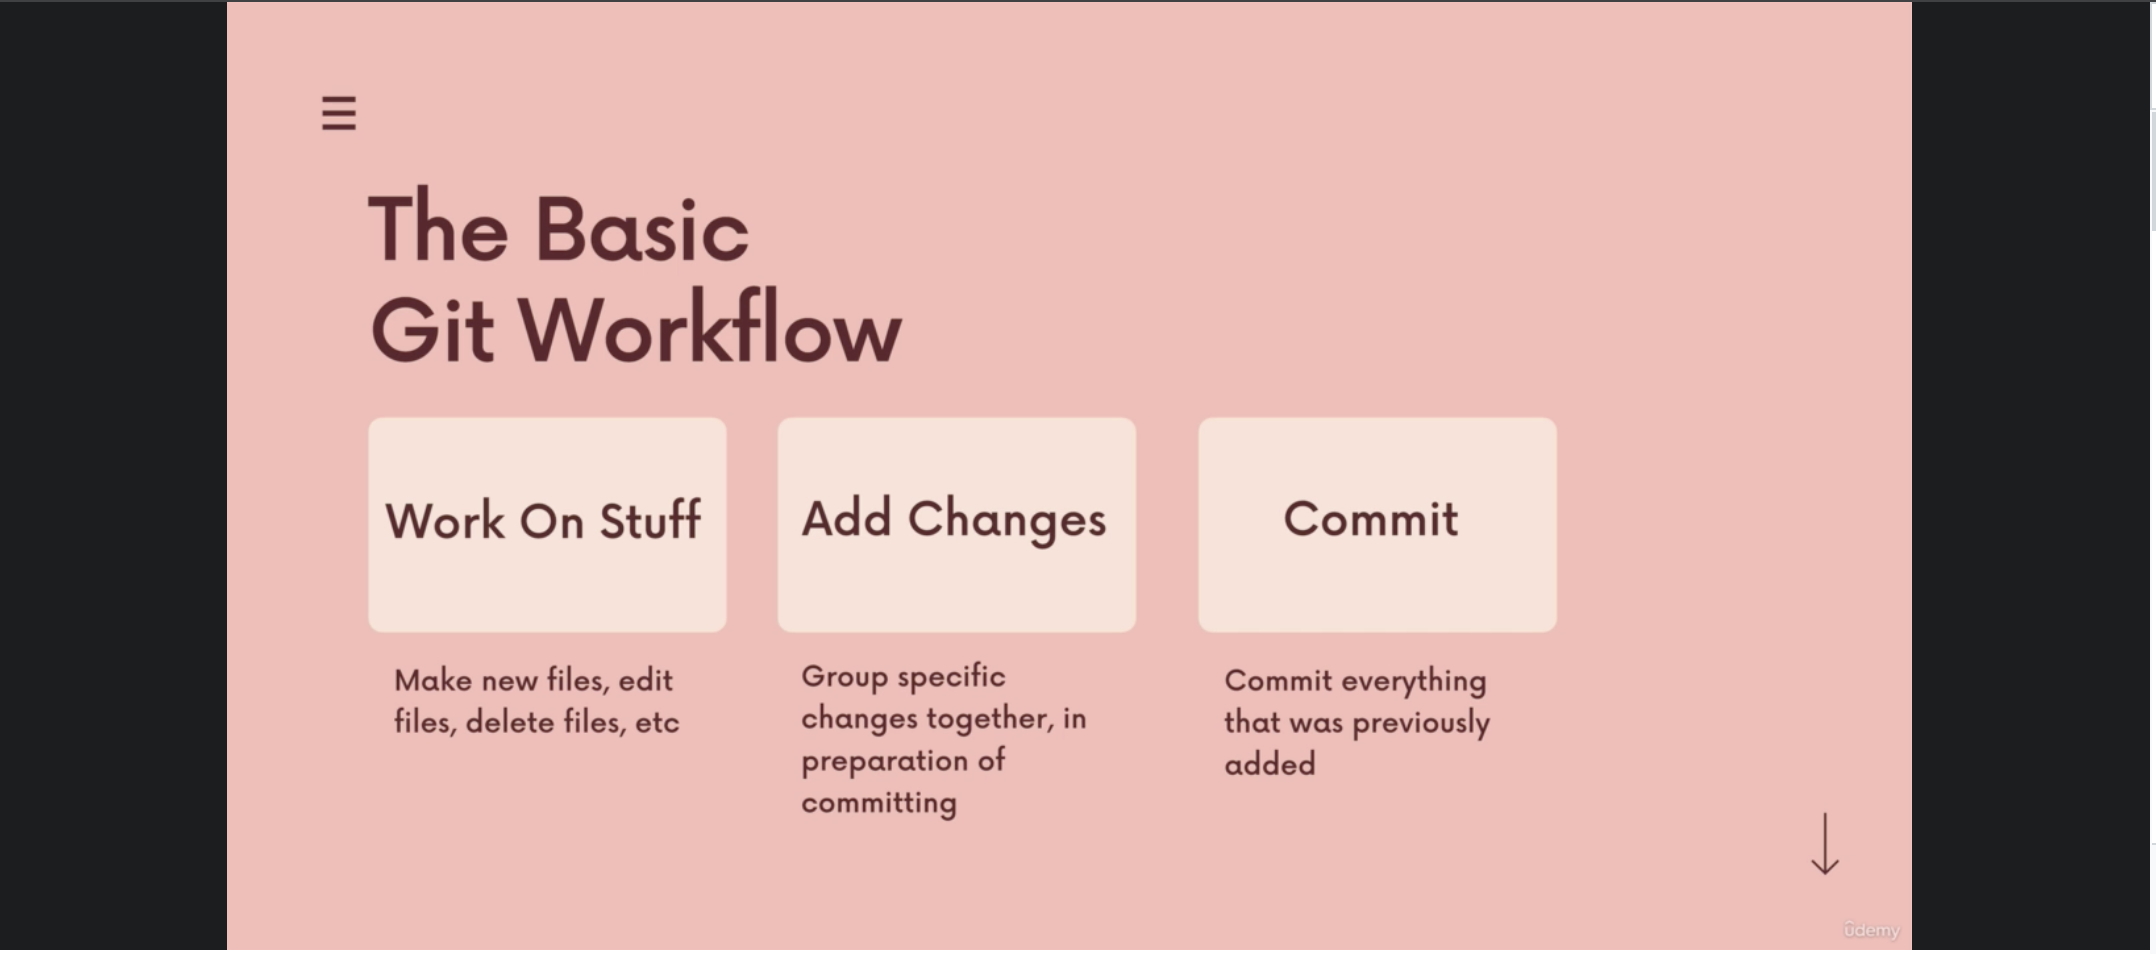 The Basic
Git Workflow
Work On Stuff
Add Changes
Commit
Make new files, edit
files, delete files, etc
Group specific
changes together, in
preparation of
committing
Commit everything
that was previously
added
ûdemy